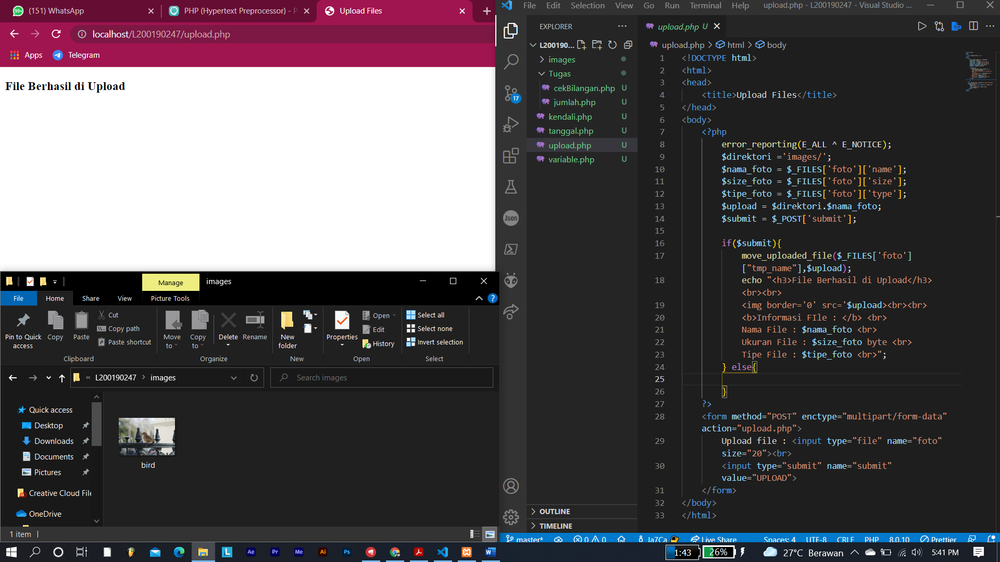 (151) WhatsApp
PHP (Hypertext Preprocessor) - P
Upload Files
localhost/L200190247/upload.php
Apps
Telegram
File Berhasil di Upload
Manage
images
File
Home
Share
View
Picture Tools
Pin to Quick access
Copy
Paste
Cut
Copy path
Paste shortcut
Clipboard
Move to
Copy to
Delete
Rename
Organize
New folder
New
Properties
Open
Edit
History
Open
Select all
Select none
Invert selection
Select
« L200190247 > images
Search images
Quick access
Desktop
Downloads
Documents
Pictures
Creative Cloud File
OneDrive
bird
1 item
File Edit Selection View Go Run Terminal Help
upload.php - L200190247 - Visual Studio ...
EXPLORER
L200190...
images
Tugas
cekBilangan.php U
jumlah.php U
kendali.php U
tanggal.php U
upload.php U
variable.php U
OUTLINE
TIMELINE
17
Json
upload.php U
upload.php > html > body
1 <!DOCTYPE html>
2 <html>
3 <head>
4 <title>Upload Files</title>
5 </head>
6 <body>
7 <?php
8 error_reporting(E_ALL ^ E_NOTICE);
9 $direktori ='images/';
10 $nama_foto = $_FILES['foto']['name'];
11 $size_foto = $_FILES['foto']['size'];
12 $tipe_foto = $_FILES['foto']['type'];
13 $upload = $direktori.$nama_foto;
14 $submit = $_POST['submit'];
15
16 if($submit){
17 move_uploaded_file($_FILES['foto']
["tmp_name"],$upload);
18 echo "<h3>File Berhasil di Upload</h3>
<br><br>
19 <img border='0' src='$upload><br><br>
20 <b>Informasi FIle : </b> <br>
21 Nama File : $nama_foto <br>
22 Ukuran File : $size_foto byte <br>
23 Tipe File : $tipe_foto <br>";
24 } else{
25
26 }
27 ?>
28 <form method="POST" enctype="multipart/form-data"
action="upload.php">
29 Upload file : <input type="file" name="foto"
size="20"><br>
30 <input type="submit" name="submit"
value="UPLOAD">
31 </form>
32 </body>
33 </html>
master* 0 0 Ja7Ca Live Share Spaces: 4 UTF-8 CRLF PHP 8.0.10 Prettier
L Ae Pr Me Ai Ps
1:43 26% 27°C Berawan 5:41 PM